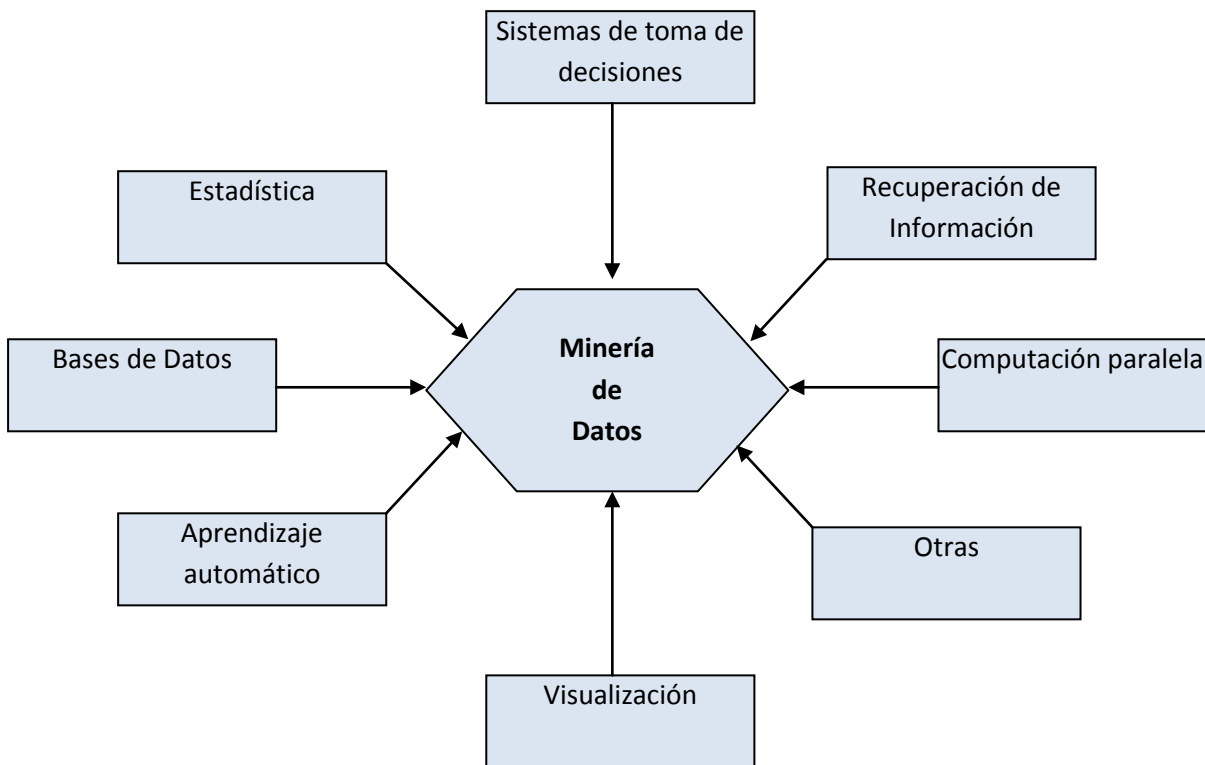 Sistemas de toma de
decisiones
Estadística
Recuperación de
Información
Minería
de
Datos
Bases de Datos
Computación paralela
Aprendizaje
automático
Otras
Visualización